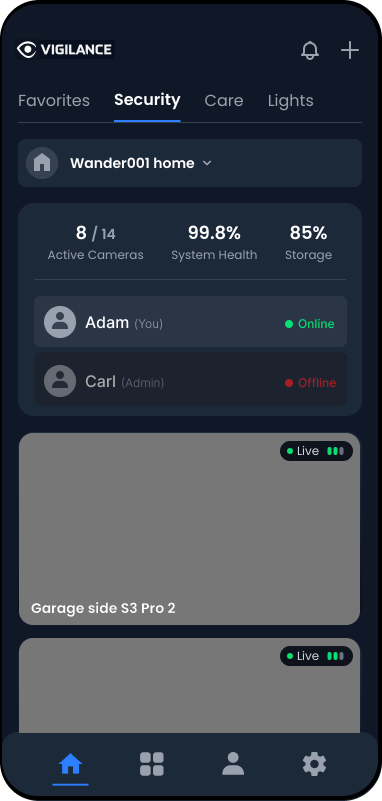 VIGILANCE
Favorites Security Care Lights
Wander001 home
8 / 14 99.8% 85%
Active Cameras System Health Storage
Adam (You) Online
Carl (Admin) Offline
Live
Garage side S3 Pro 2
Live